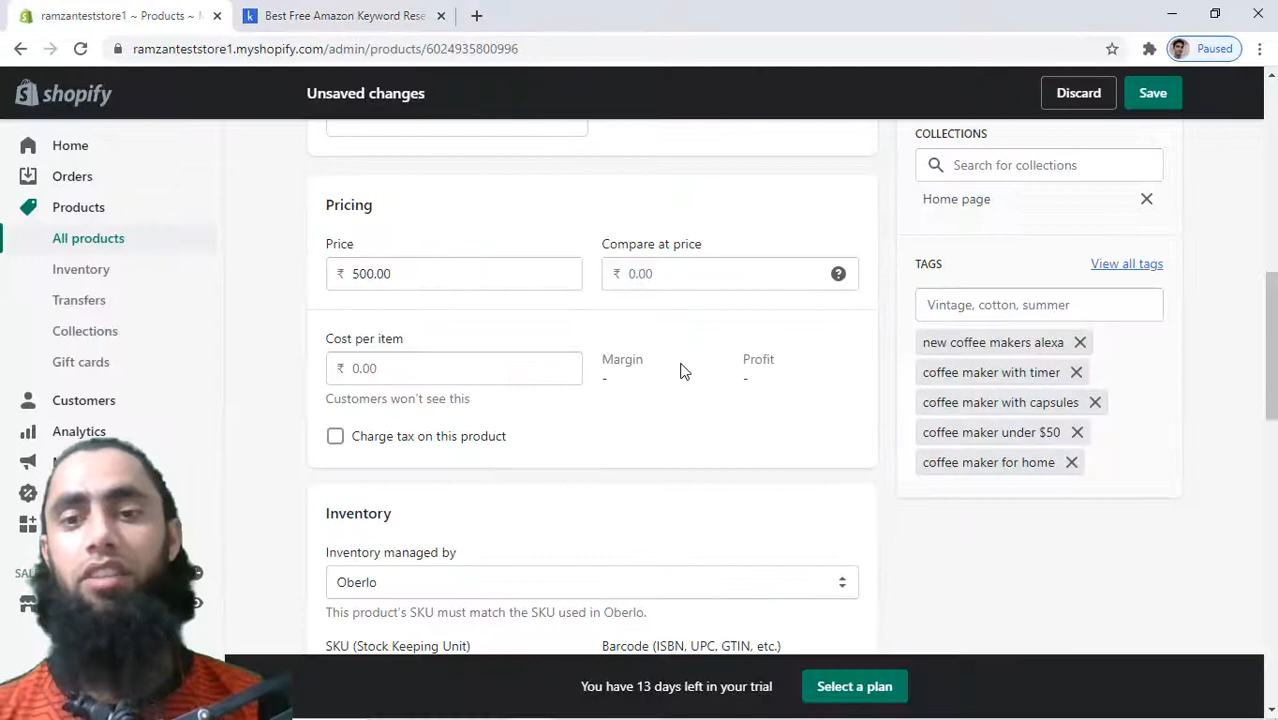 ramzanteststore1 ~ Products ~
Best Free Amazon Keyword Rese
ramzanteststore1.myshopify.com/admin/products/6024935800996
Paused
shopify
Unsaved changes
Discard
Save
Home
Orders
Products
All products
Inventory
Transfers
Collections
Gift cards
Customers
Analytics
Pricing
Price
Compare at price
₹ 500.00
₹ 0.00
Cost per item
₹ 0.00
Customers won't see this
Margin
-
Profit
-
Charge tax on this product
Inventory
Inventory managed by
Oberlo
This product's SKU must match the SKU used in Oberlo.
SKU (Stock Keeping Unit)
Barcode (ISBN, UPC, GTIN, etc.)
COLLECTIONS
Search for collections
Home page
TAGS
View all tags
Vintage, cotton, summer
new coffee makers alexa
coffee maker with timer
coffee maker with capsules
coffee maker under $50
coffee maker for home
You have 13 days left in your trial
Select a plan